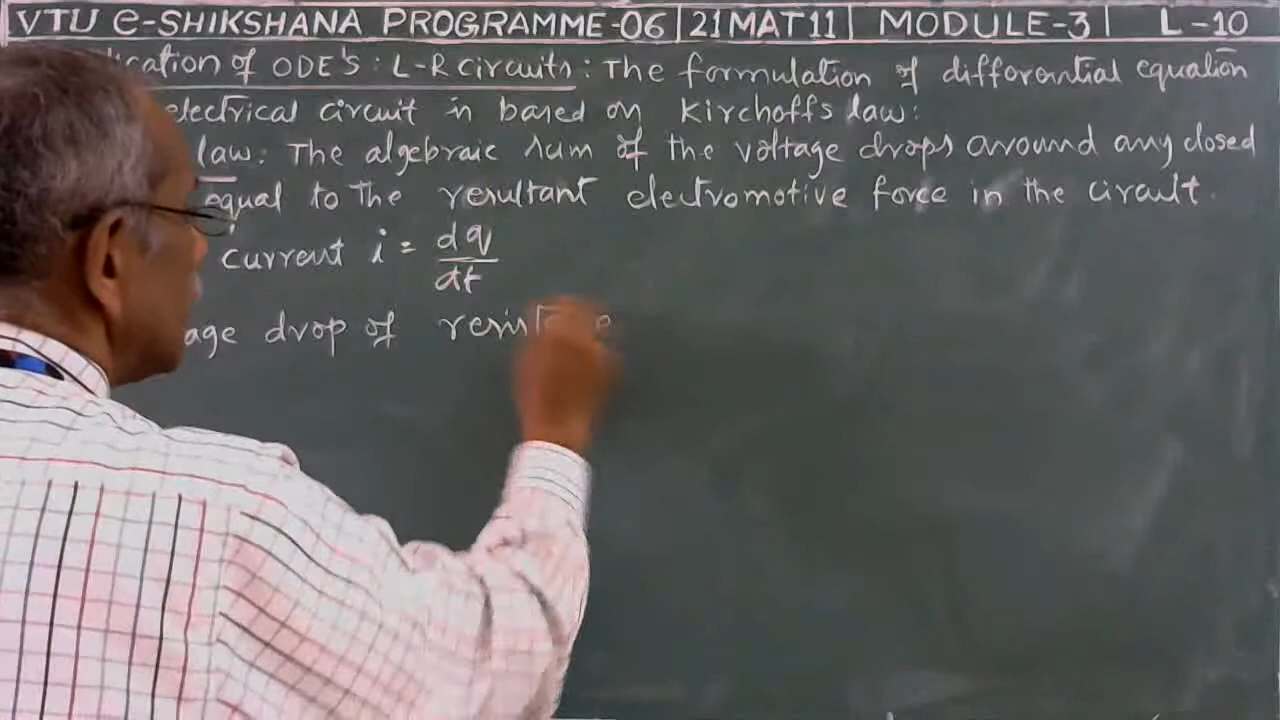 VTU e-SHIKSHANA PROGRAMME-06 | 21MAT11 | MODULE-3 | L-10
ication of ODE's : L-R circuits : The formulation of differential equation
electrical circuit is based on Kirchoffs law :
law : The algebraic sum of the voltage drops around any closed
equal to the resultant electromotive force in the circuit.
current i = dq/dt
age drop of